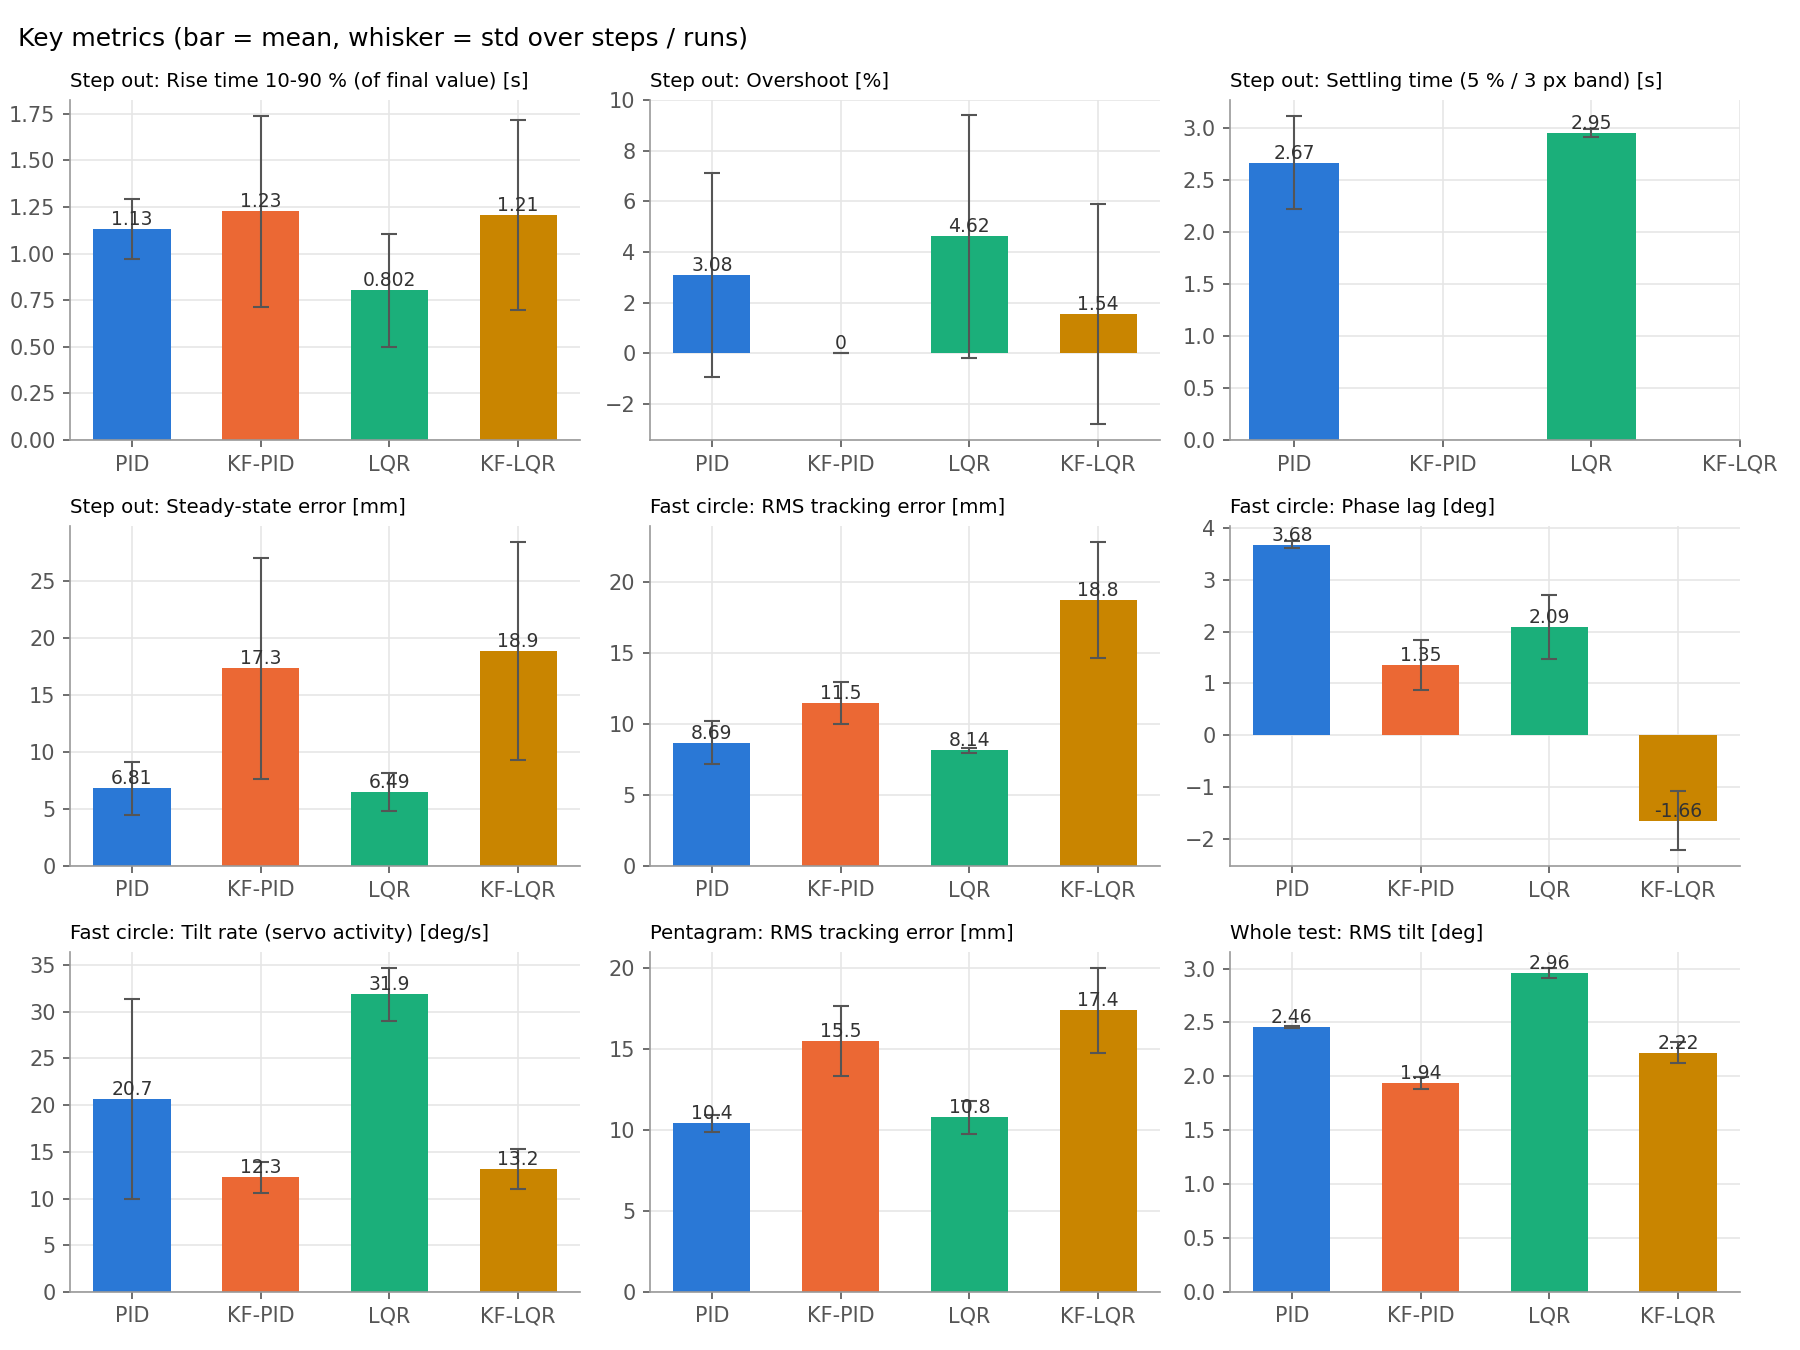 Key metrics (bar = mean, whisker = std over steps / runs)
Step out: Rise time 10-90 % (of final value) [s]
1.75
1.50
1.25
1.00
0.75
0.50
0.25
0.00
1.13
1.23
0.802
1.21
PID
KF-PID
LQR
KF-LQR
Step out: Overshoot [%]
10
8
6
4
2
0
−2
3.08
0
4.62
1.54
PID
KF-PID
LQR
KF-LQR
Step out: Settling time (5 % / 3 px band) [s]
3.0
2.5
2.0
1.5
1.0
0.5
0.0
2.67
2.95
PID
KF-PID
LQR
KF-LQR
Step out: Steady-state error [mm]
25
20
15
10
5
0
6.81
17.3
6.49
18.9
PID
KF-PID
LQR
KF-LQR
Fast circle: RMS tracking error [mm]
20
15
10
5
0
8.69
11.5
8.14
18.8
PID
KF-PID
LQR
KF-LQR
Fast circle: Phase lag [deg]
4
3
2
1
0
−1
−2
3.68
1.35
2.09
-1.66
PID
KF-PID
LQR
KF-LQR
Fast circle: Tilt rate (servo activity) [deg/s]
35
30
25
20
15
10
5
0
20.7
12.3
31.9
13.2
PID
KF-PID
LQR
KF-LQR
Pentagram: RMS tracking error [mm]
20
15
10
5
0
10.4
15.5
10.8
17.4
PID
KF-PID
LQR
KF-LQR
Whole test: RMS tilt [deg]
3.0
2.5
2.0
1.5
1.0
0.5
0.0
2.46
1.94
2.96
2.22
PID
KF-PID
LQR
KF-LQR